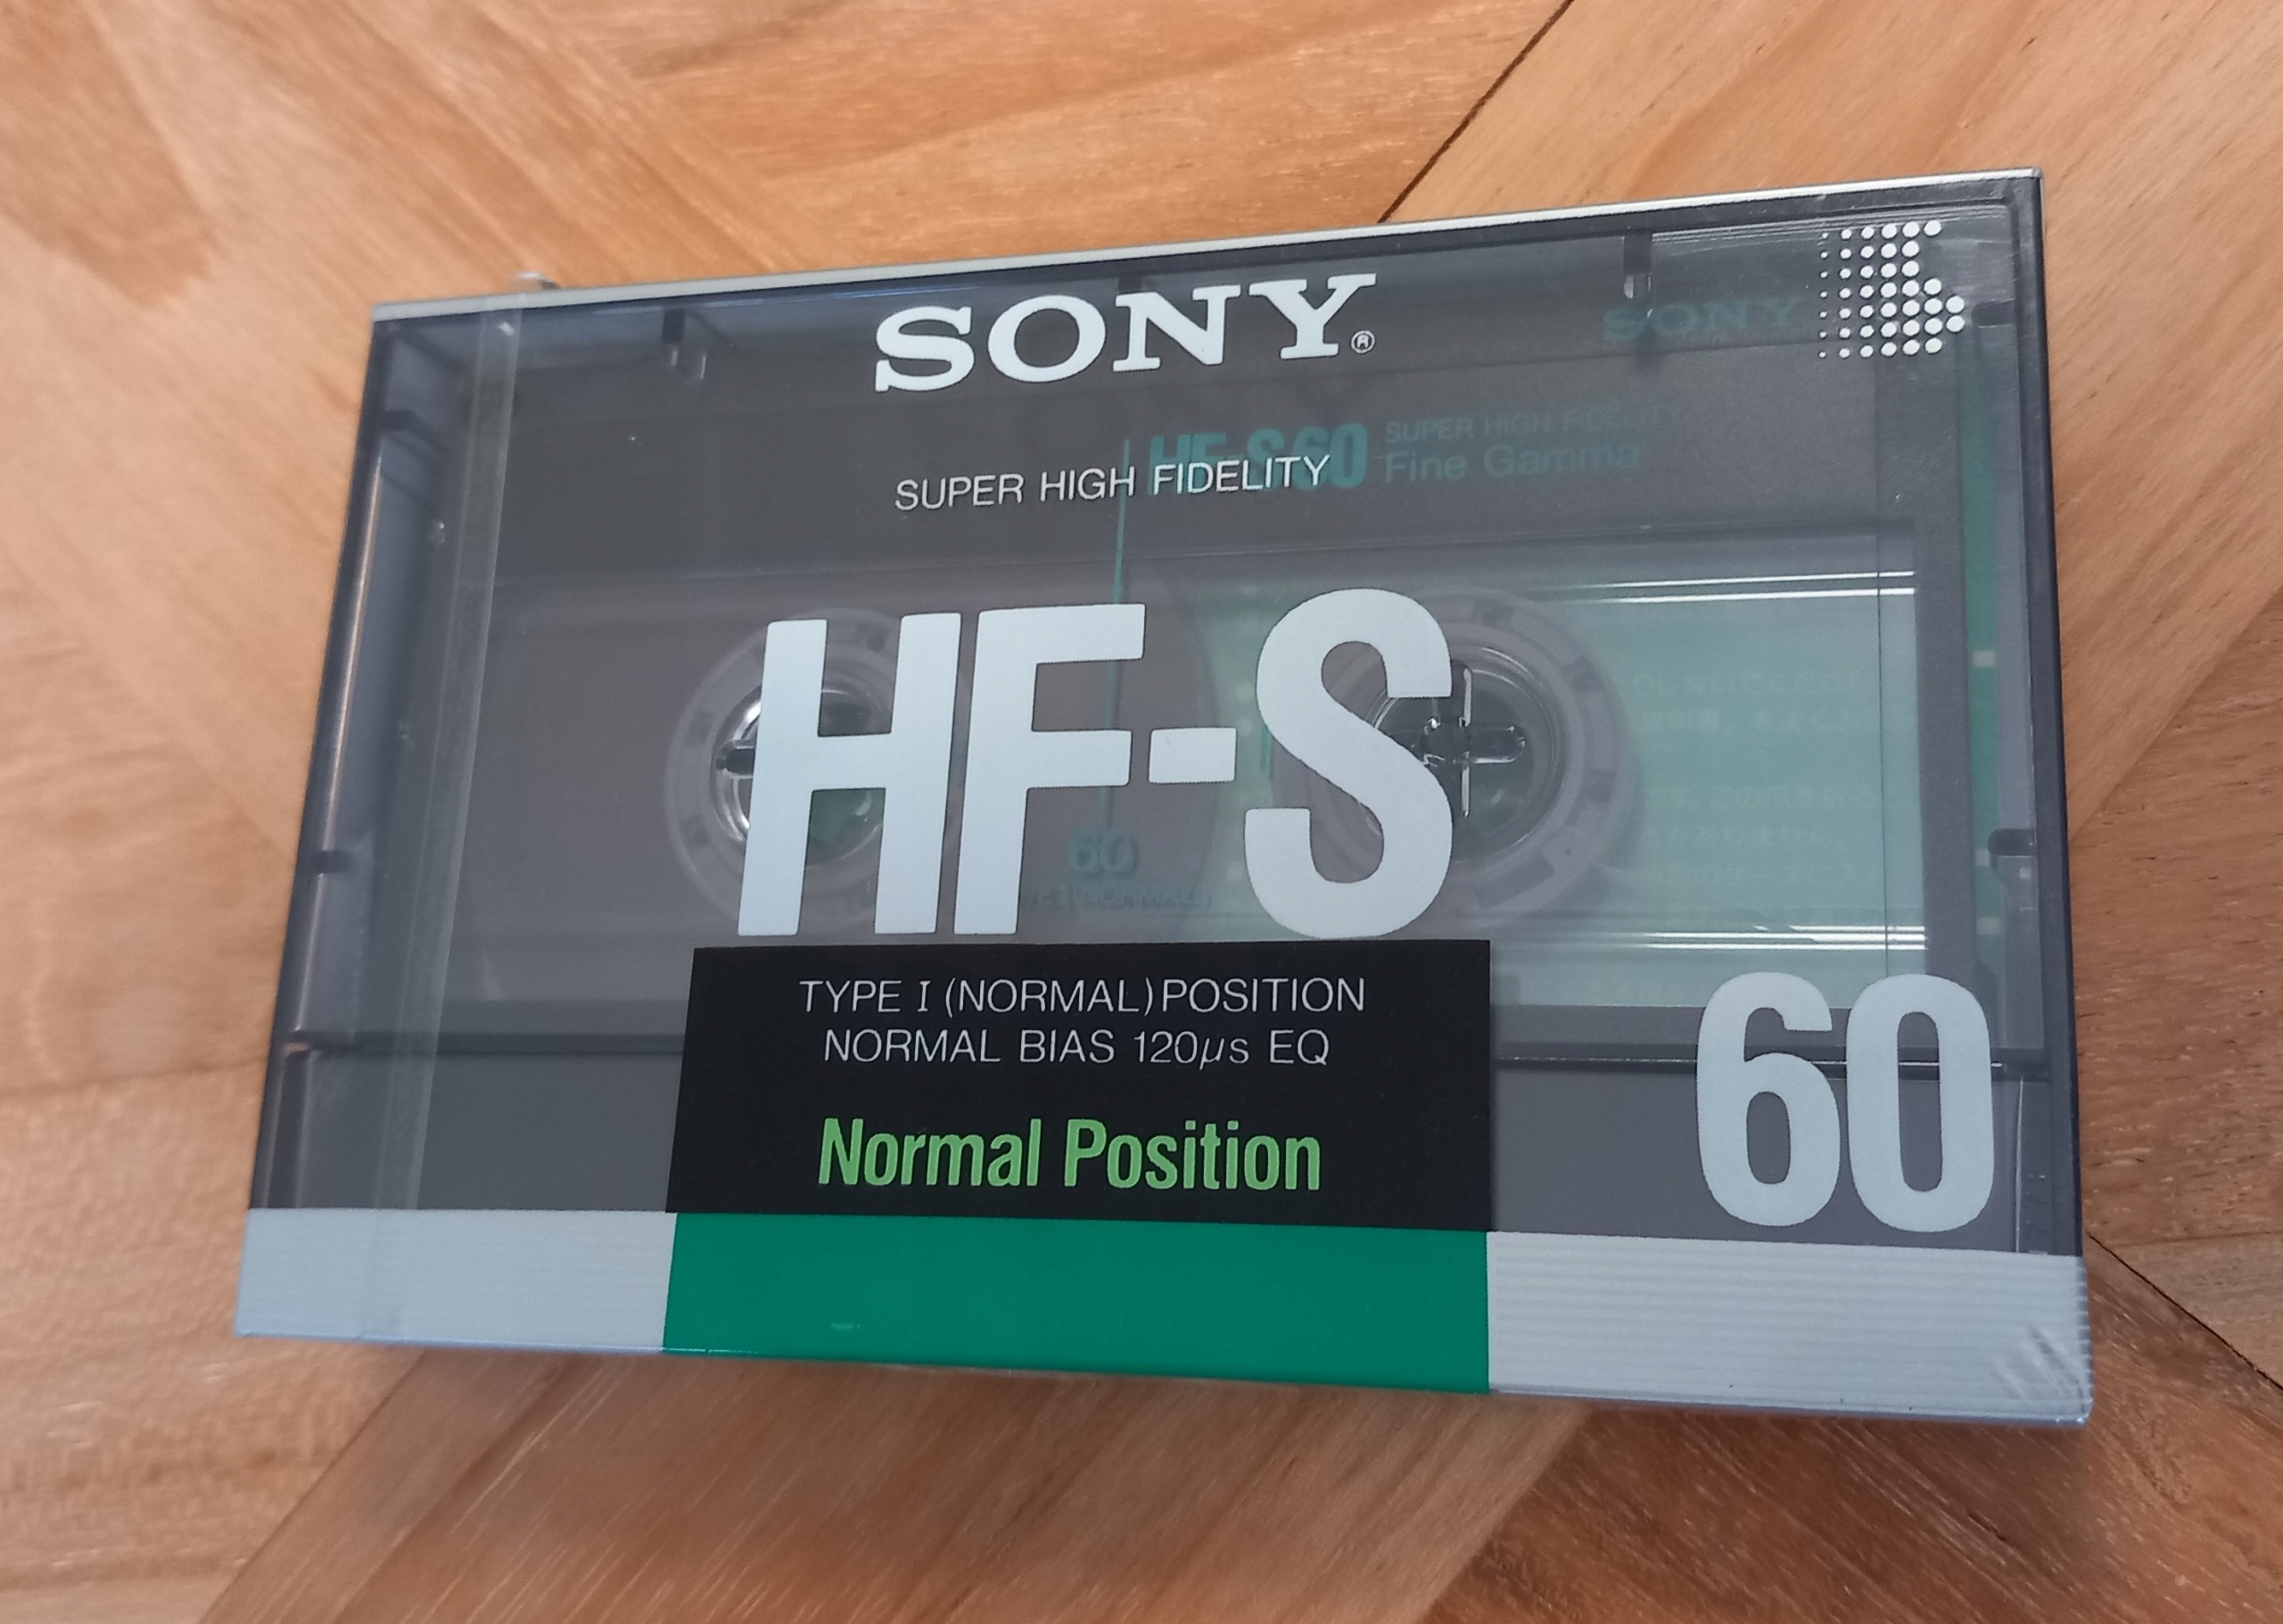 SONY®
SONY
HF-S60 SUPER HIGH FIDELITY
Fine Gamma
SUPER HIGH FIDELITY
HF-S
60
TYPE I (NORMAL) POSITION
NORMAL BIAS 120μs EQ
Normal Position
60